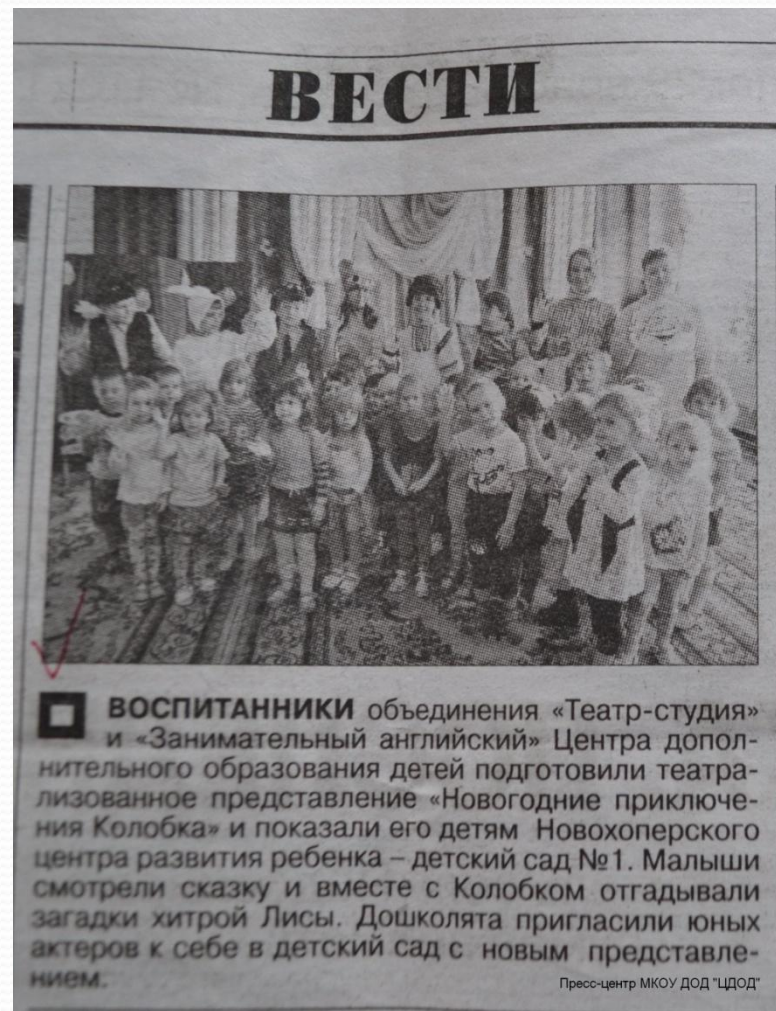 ВЕСТИ
ВОСПИТАННИКИ объединения «Театр-студия»
и «Занимательный английский» Центра допол-
нительного образования детей подготовили театра-
лизованное представление «Новогодние приключе-
ния Колобка» и показали его детям Новохоперского
центра развития ребенка – детский сад №1. Малыши
смотрели сказку и вместе с Колобком отгадывали
загадки хитрой Лисы. Дошколята пригласили юных
актеров к себе в детский сад с новым представле-
нием.
Пресс-центр МКОУ ДОД "ЦДОД"